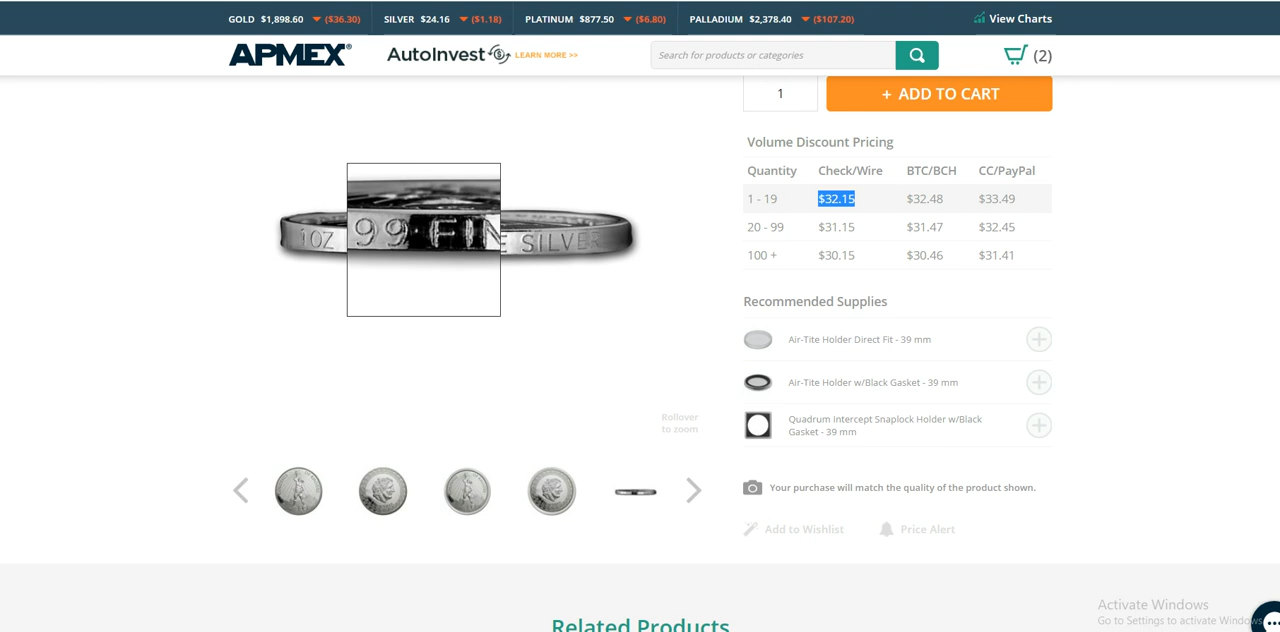 GOLD $1,898.60 ($36.30) SILVER $24.16 ($1.18) PLATINUM $877.50 ($6.80) PALLADIUM $2,378.40 ($107.20) View Charts
APMEX® AutoInvest $ LEARN MORE >> Search for products or categories (2)
1 + ADD TO CART
Volume Discount Pricing
Quantity Check/Wire BTC/BCH CC/PayPal
1 - 19 $32.15 $32.48 $33.49
20 - 99 $31.15 $31.47 $32.45
100 + $30.15 $30.46 $31.41
1OZ 99 FIN E SILVER
Recommended Supplies
Air-Tite Holder Direct Fit - 39 mm
Air-Tite Holder w/Black Gasket - 39 mm
Quadrum Intercept Snaplock Holder w/Black
Gasket - 39 mm
Rollover
to zoom
Your purchase will match the quality of the product shown.
Add to Wishlist Price Alert
Related Products
Activate Windows
Go to Settings to activate Windows